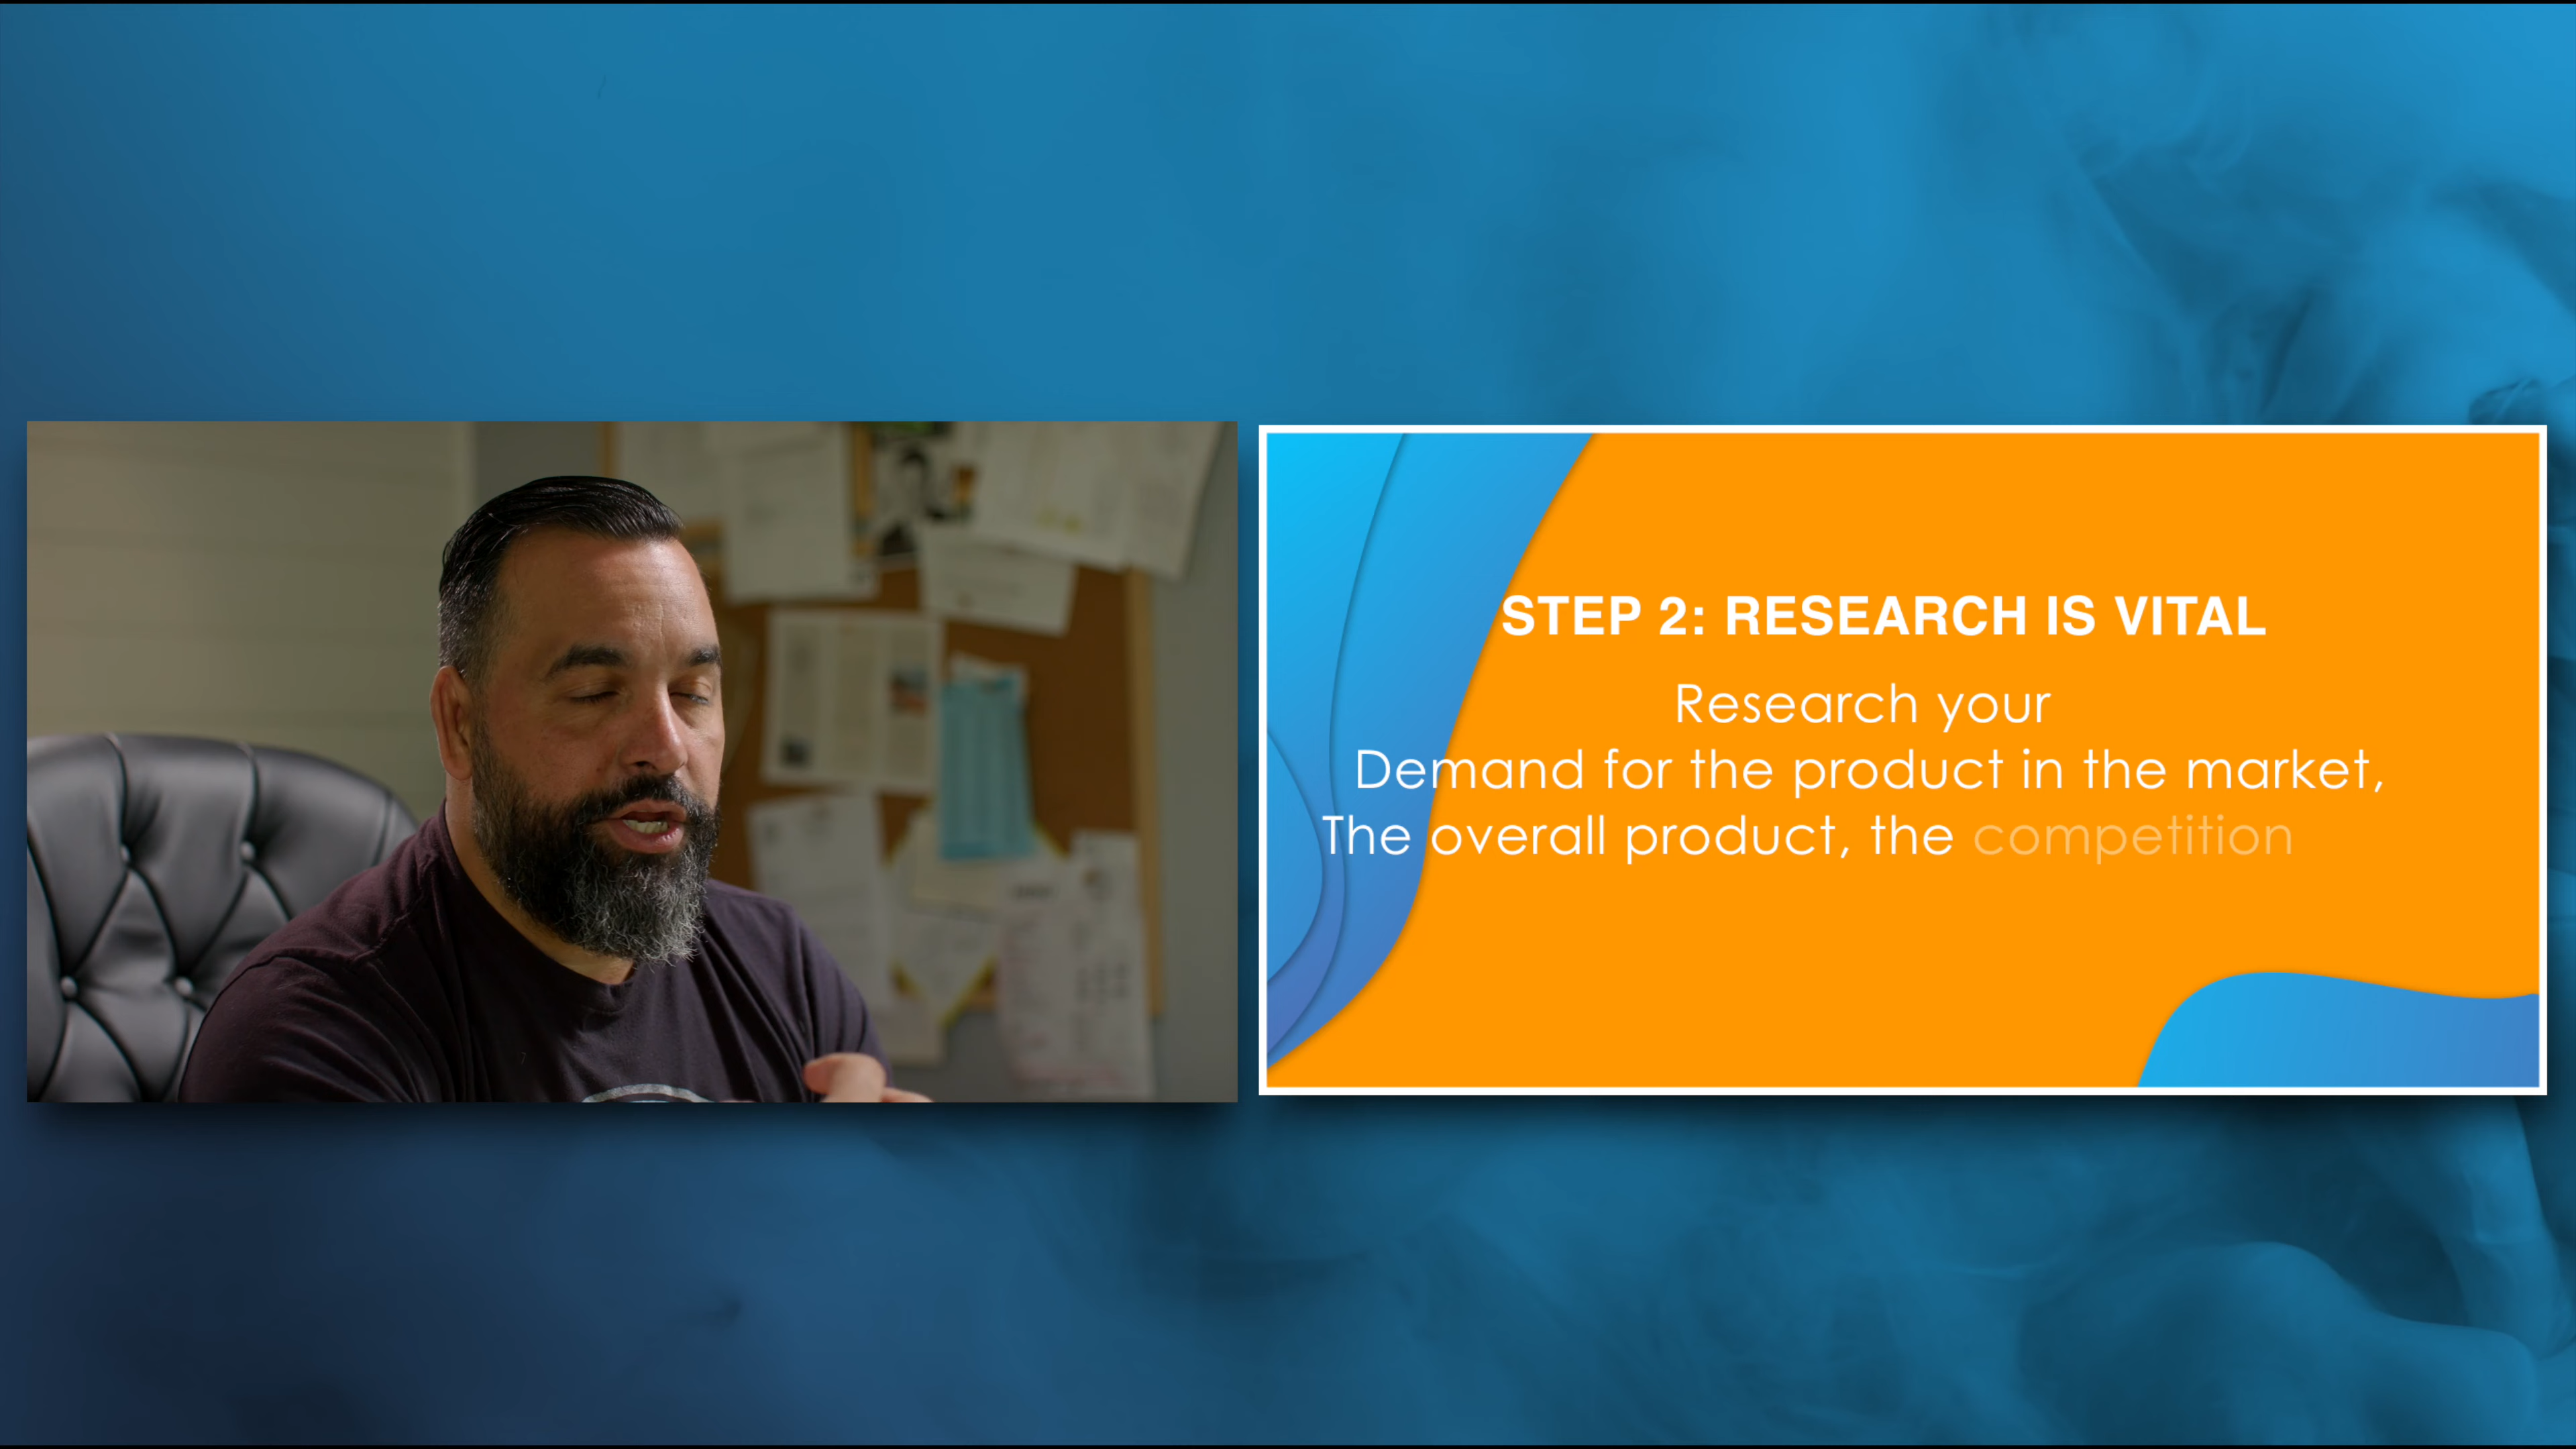 STEP 2: RESEARCH IS VITAL
Research your
Demand for the product in the market,
The overall product, the competition